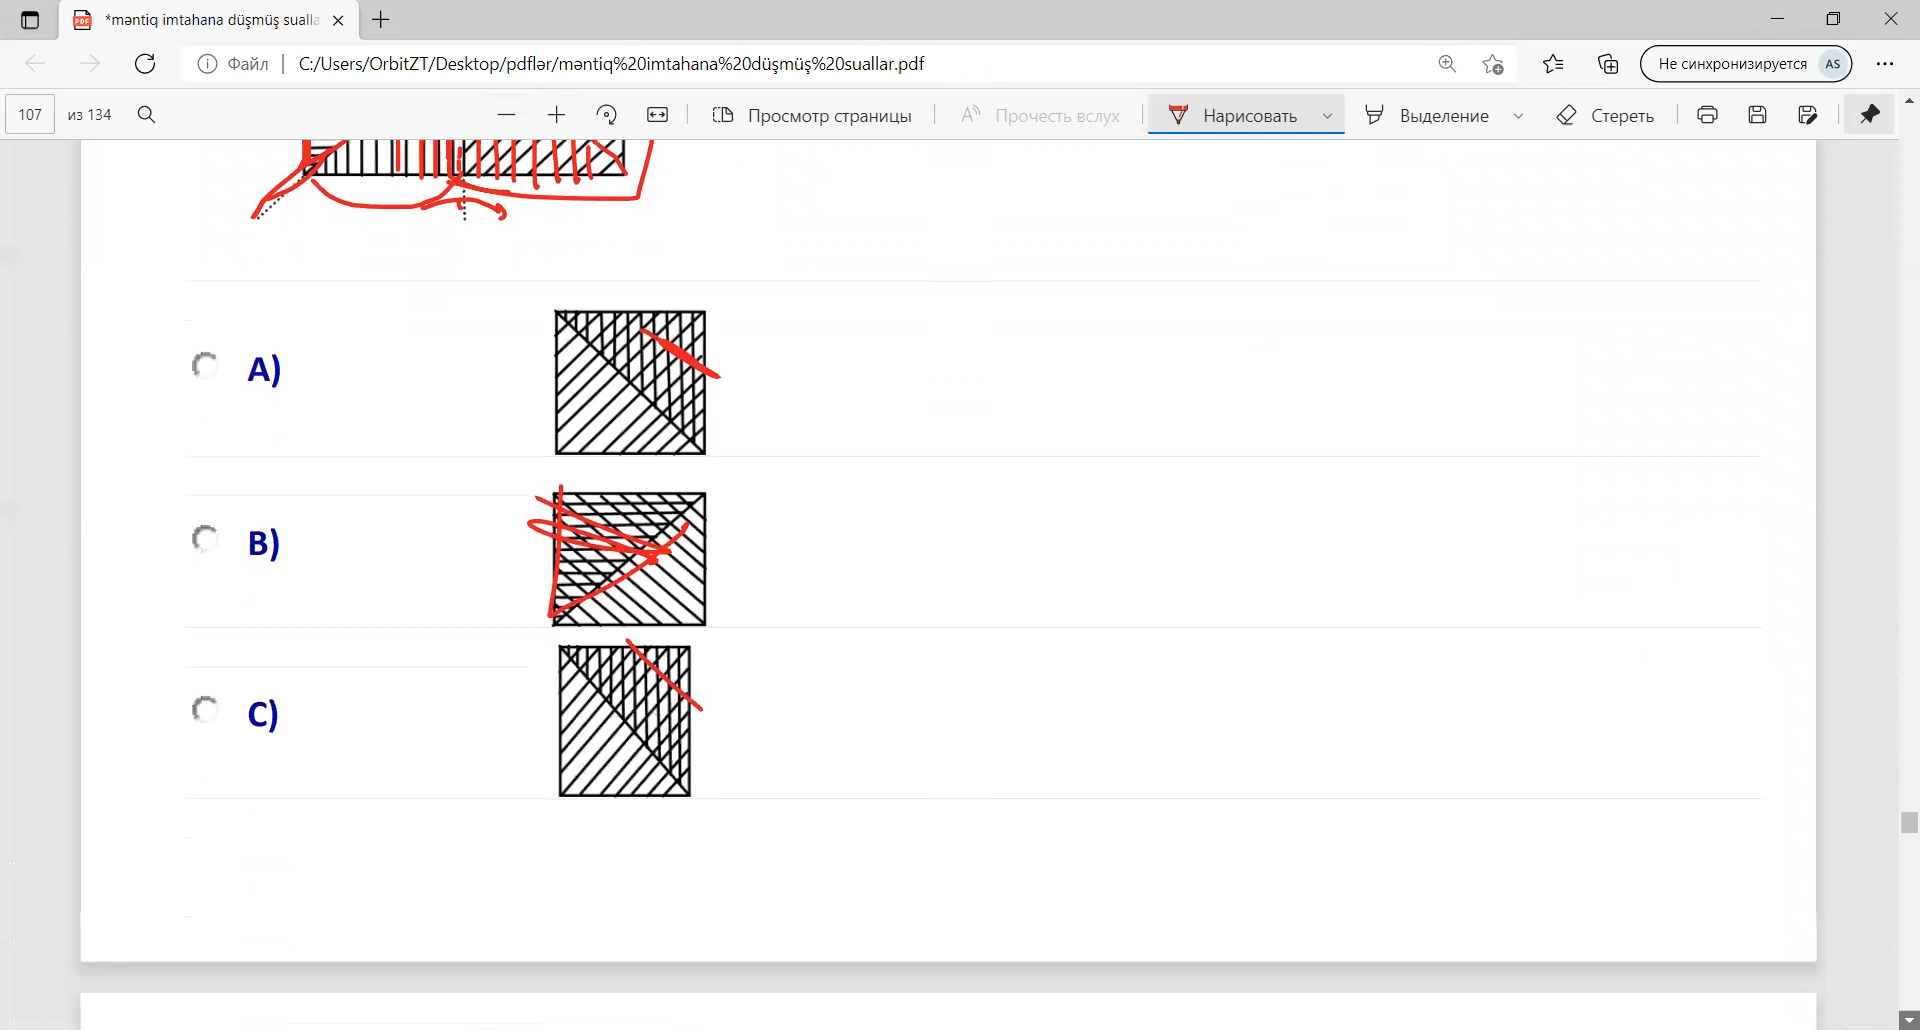 *məntiq imtahana düşmüş sualla
Файл
C:/Users/OrbitZT/Desktop/pdflər/məntiq%20imtahana%20düşmüş%20suallar.pdf
Не синхронизируется AS
107 из 134
Просмотр страницы
Прочесть вслух
Нарисовать
Выделение
Стереть
A)
B)
C)